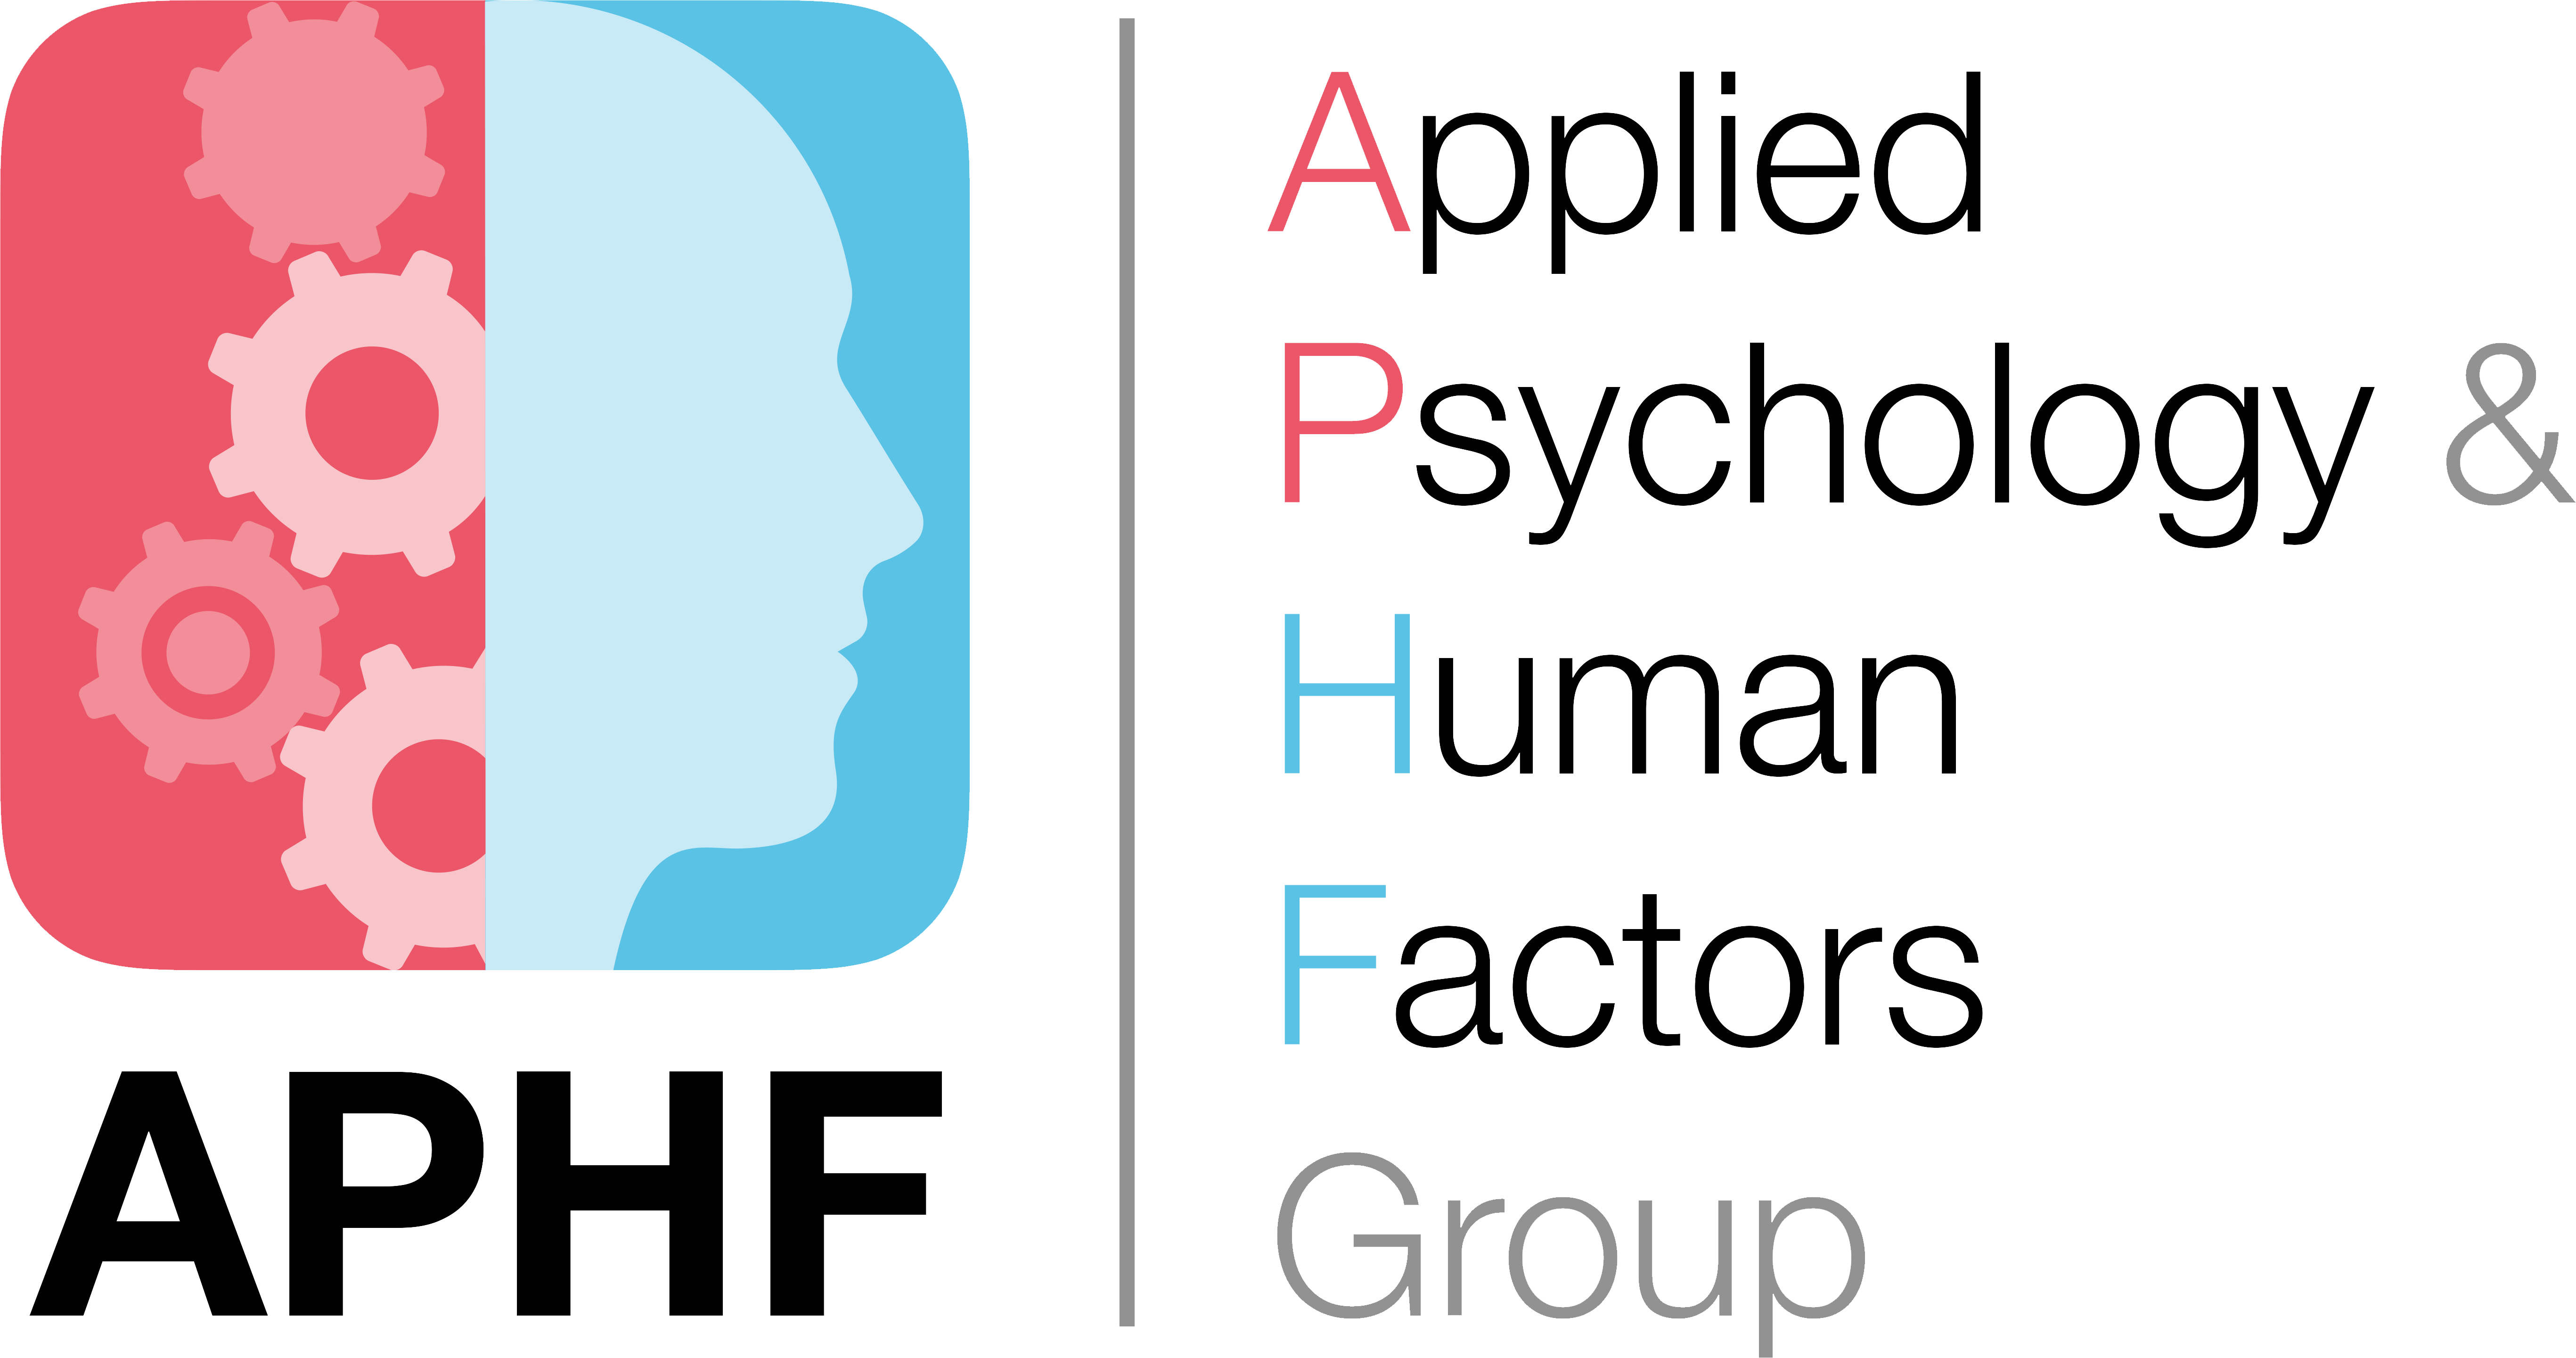 APHF
Applied
Psychology &
Human
Factors
Group